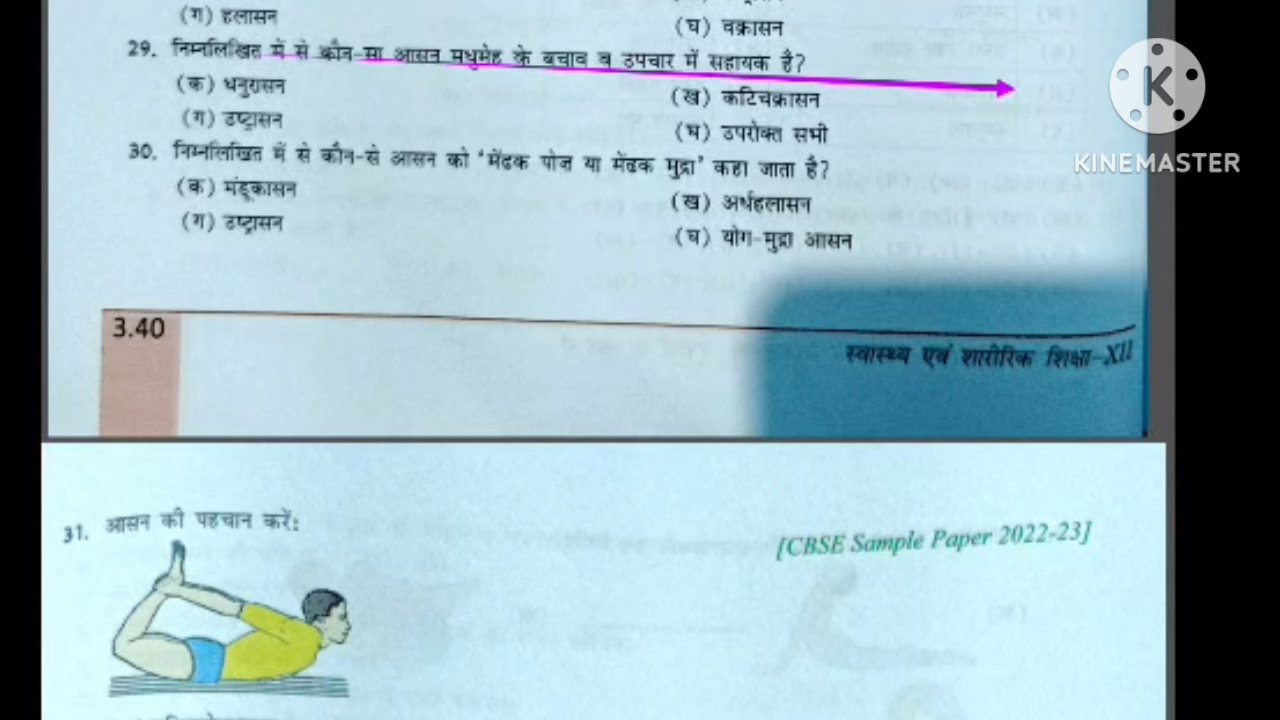 (ग) हलासन
(घ) वक्रासन
29. निम्नलिखित में से कौन-सा आसन मधुमेह के बचाव व उपचार में सहायक है?
(क) धनुरासन
(ख) कटिचक्रासन
(ग) उष्ट्रासन
(घ) उपरोक्त सभी
30. निम्नलिखित में से कौन-से आसन को 'मेंढक पोज़ या मेंढक मुद्रा' कहा जाता है?
(क) मंडूकासन
(ख) अर्धहलासन
(ग) उष्ट्रासन
(घ) योग-मुद्रा आसन
3.40
स्वास्थ्य एवं शारीरिक शिक्षा-XII
31. आसन की पहचान करें:
[CBSE Sample Paper 2022-23]
K
KINEMASTER